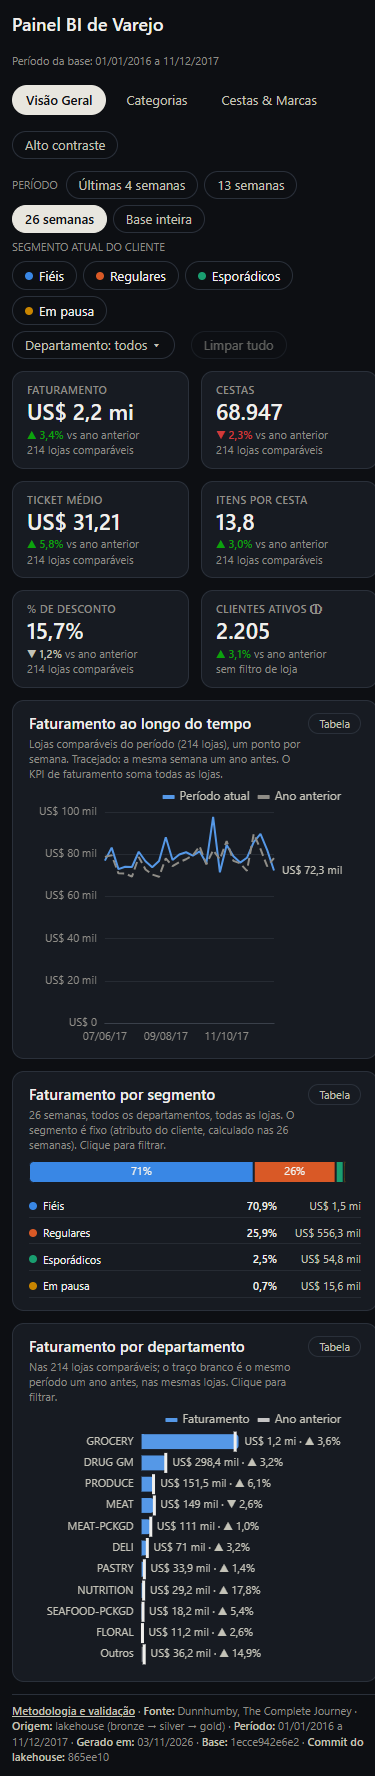 Painel BI de Varejo
Período da base: 01/01/2016 a 11/12/2017
Visão Geral Categorias Cestas & Marcas
Alto contraste
PERÍODO Últimas 4 semanas 13 semanas
26 semanas Base inteira
SEGMENTO ATUAL DO CLIENTE
Fiéis Regulares Esporádicos
Em pausa
Departamento: todos ▾ Limpar tudo
FATURAMENTO
US$ 2,2 mi
▲ 3,4% vs ano anterior
214 lojas comparáveis
CESTAS
68.947
▼ 2,3% vs ano anterior
214 lojas comparáveis
TICKET MÉDIO
US$ 31,21
▲ 5,8% vs ano anterior
214 lojas comparáveis
ITENS POR CESTA
13,8
▲ 3,0% vs ano anterior
214 lojas comparáveis
% DE DESCONTO
15,7%
▼ 1,2% vs ano anterior
214 lojas comparáveis
CLIENTES ATIVOS ⓘ
2.205
▲ 3,1% vs ano anterior
sem filtro de loja
Faturamento ao longo do tempo Tabela
Lojas comparáveis do período (214 lojas), um ponto por
semana. Tracejado: a mesma semana um ano antes. O
KPI de faturamento soma todas as lojas.
Período atual Ano anterior
US$ 100 mil
US$ 80 mil
US$ 72,3 mil
US$ 60 mil
US$ 40 mil
US$ 20 mil
US$ 0
07/06/17 09/08/17 11/10/17
Faturamento por segmento Tabela
26 semanas, todos os departamentos, todas as lojas. O
segmento é fixo (atributo do cliente, calculado nas 26
semanas). Clique para filtrar.
71% 26%
Fiéis 70,9% US$ 1,5 mi
Regulares 25,9% US$ 556,3 mil
Esporádicos 2,5% US$ 54,8 mil
Em pausa 0,7% US$ 15,6 mil
Faturamento por departamento Tabela
Nas 214 lojas comparáveis; o traço branco é o mesmo
período um ano antes, nas mesmas lojas. Clique para
filtrar.
Faturamento Ano anterior
GROCERY US$ 1,2 mi · ▲ 3,6%
DRUG GM US$ 298,4 mil · ▲ 3,2%
PRODUCE US$ 151,5 mil · ▲ 6,1%
MEAT US$ 149 mil · ▼ 2,6%
MEAT-PCKGD US$ 111 mil · ▲ 1,0%
DELI US$ 71 mil · ▲ 3,2%
PASTRY US$ 33,9 mil · ▲ 1,4%
NUTRITION US$ 29,2 mil · ▲ 17,8%
SEAFOOD-PCKGD US$ 18,2 mil · ▲ 5,4%
FLORAL US$ 11,2 mil · ▲ 2,6%
Outros US$ 36,2 mil · ▲ 14,9%
Metodologia e validação · Fonte: Dunnhumby, The Complete Journey ·
Origem: lakehouse (bronze → silver → gold) · Período: 01/01/2016 a
11/12/2017 · Gerado em: 03/11/2026 · Base: 1ecce942e6e2 · Commit do
lakehouse: 865ee10